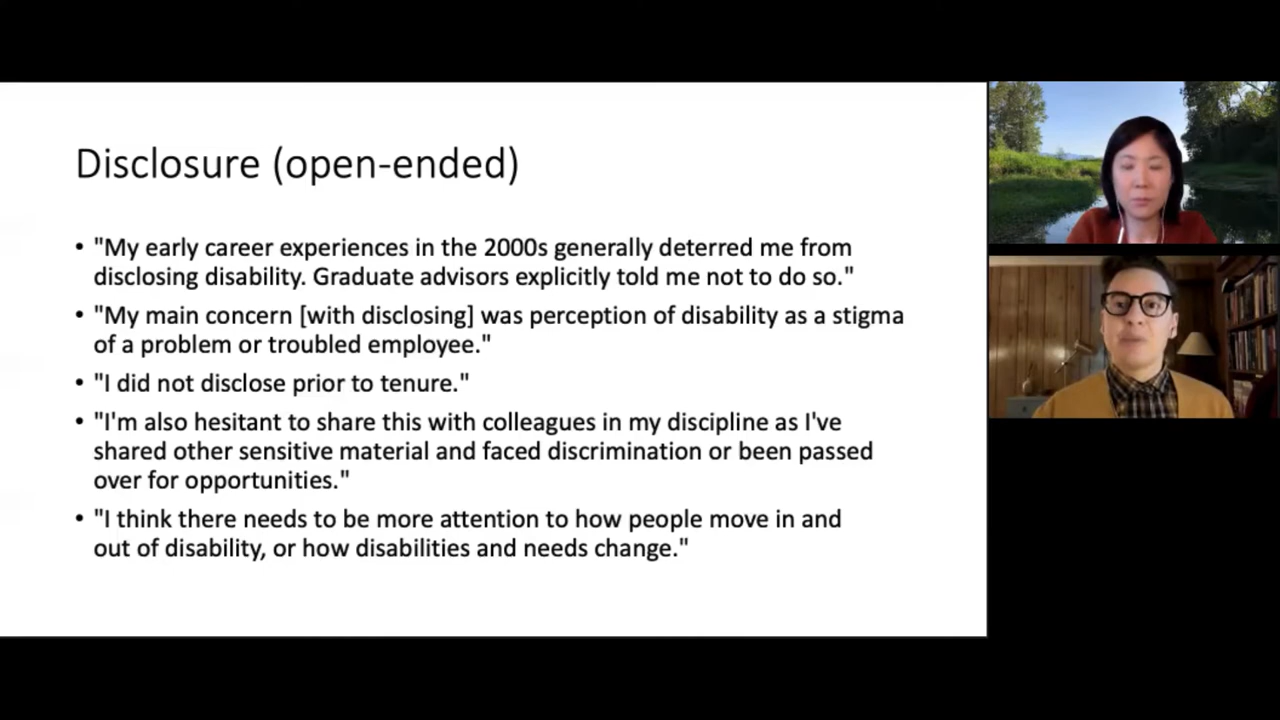 Disclosure (open-ended)
• "My early career experiences in the 2000s generally deterred me from
disclosing disability. Graduate advisors explicitly told me not to do so."
• "My main concern [with disclosing] was perception of disability as a stigma
of a problem or troubled employee."
• "I did not disclose prior to tenure."
• "I'm also hesitant to share this with colleagues in my discipline as I've
shared other sensitive material and faced discrimination or been passed
over for opportunities."
• "I think there needs to be more attention to how people move in and
out of disability, or how disabilities and needs change."